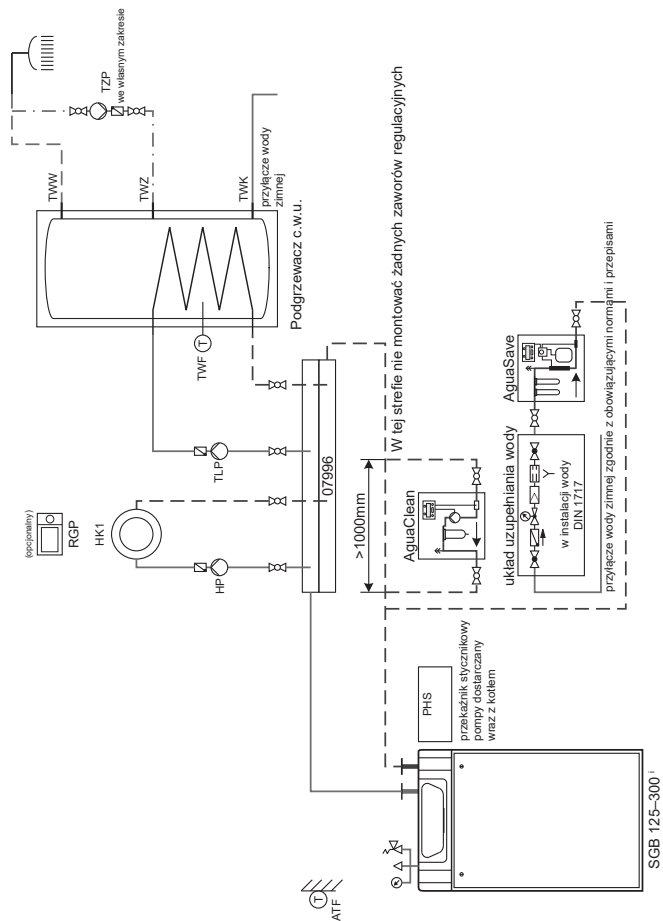 (opcjonalny)
RGP
HK1
HP
TLP
TWF
T
07996
TWW
TWZ
TWK
TZP
we własnym zakresie
przyłącze wody
zimnej
Podgrzewacz c.w.u.
W tej strefie nie montować żadnych zaworów regulacyjnych
>1000mm
AguaClean
AguaSave
układ uzupełniania wody
w instalacji wody
DIN 1717
przyłącze wody zimnej zgodnie z obowiązującymi normami i przepisami
PHS
przekaźnik stycznikowy
pompy dostarczany
wraz z kotłem
T
ATF
SGB 125–300 i